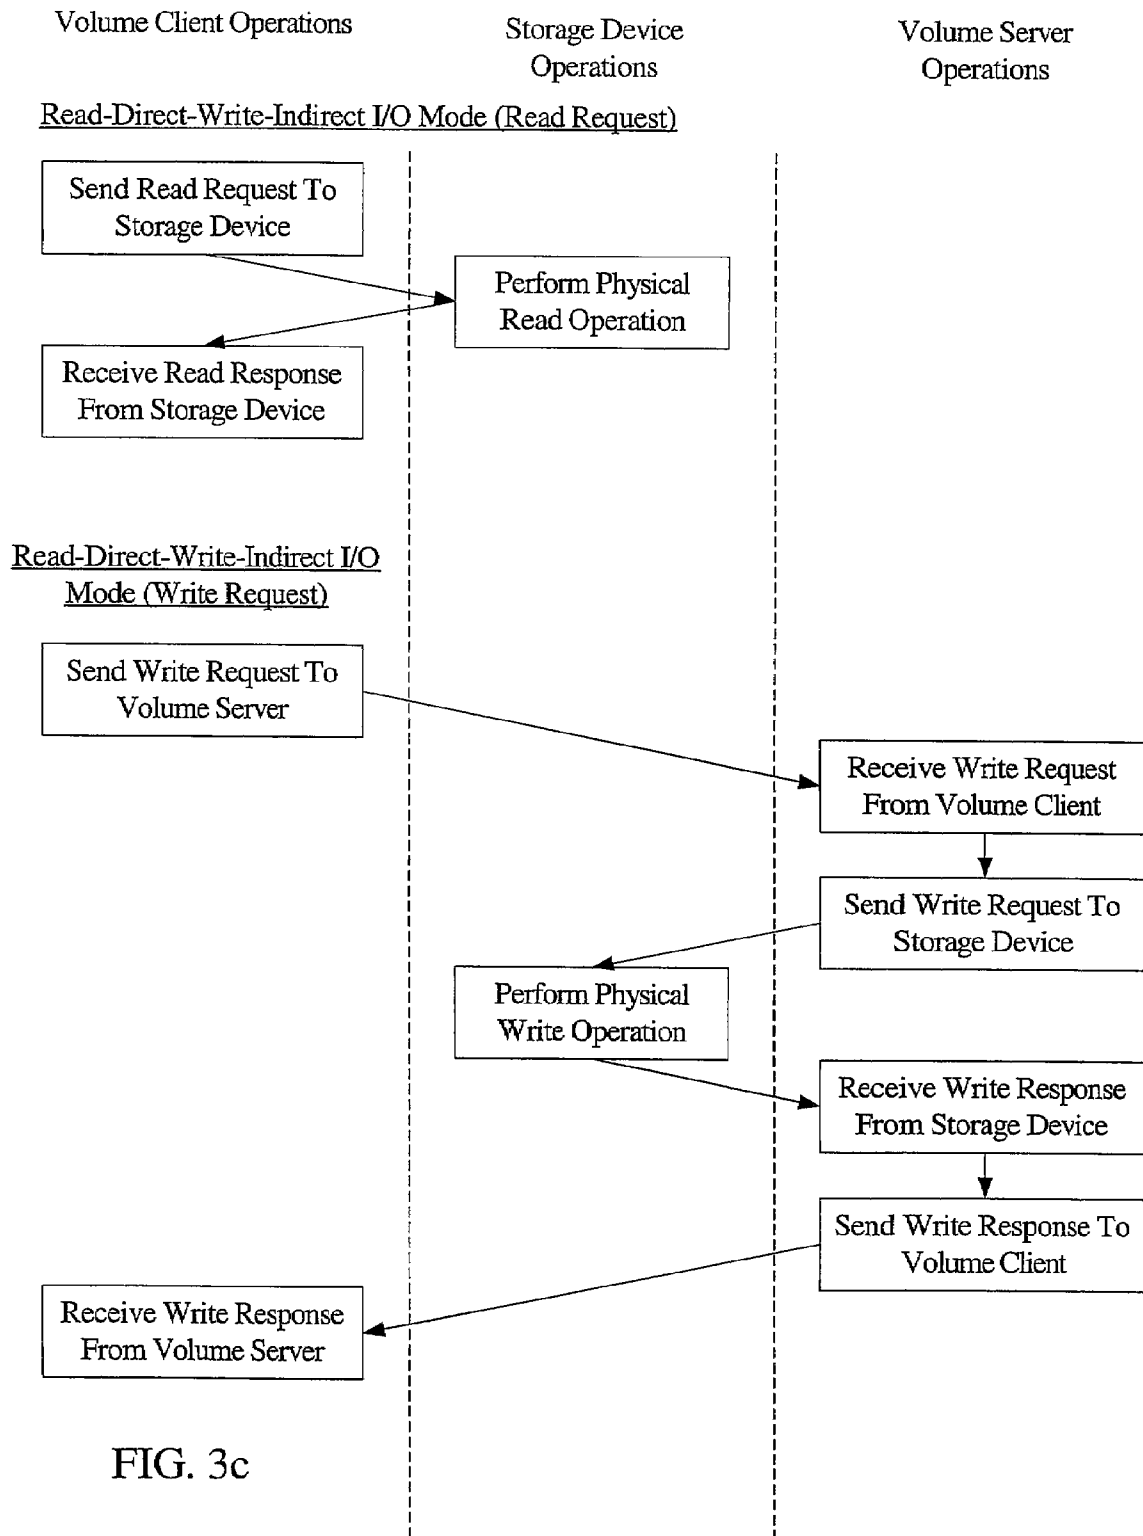 Volume Client Operations
Storage Device
Operations
Volume Server
Operations
Read-Direct-Write-Indirect I/O Mode (Read Request)
Send Read Request To
Storage Device
Perform Physical
Read Operation
Receive Read Response
From Storage Device
Read-Direct-Write-Indirect I/O
Mode (Write Request)
Send Write Request To
Volume Server
Receive Write Request
From Volume Client
Send Write Request To
Storage Device
Perform Physical
Write Operation
Receive Write Response
From Storage Device
Send Write Response To
Volume Client
Receive Write Response
From Volume Server
FIG. 3c